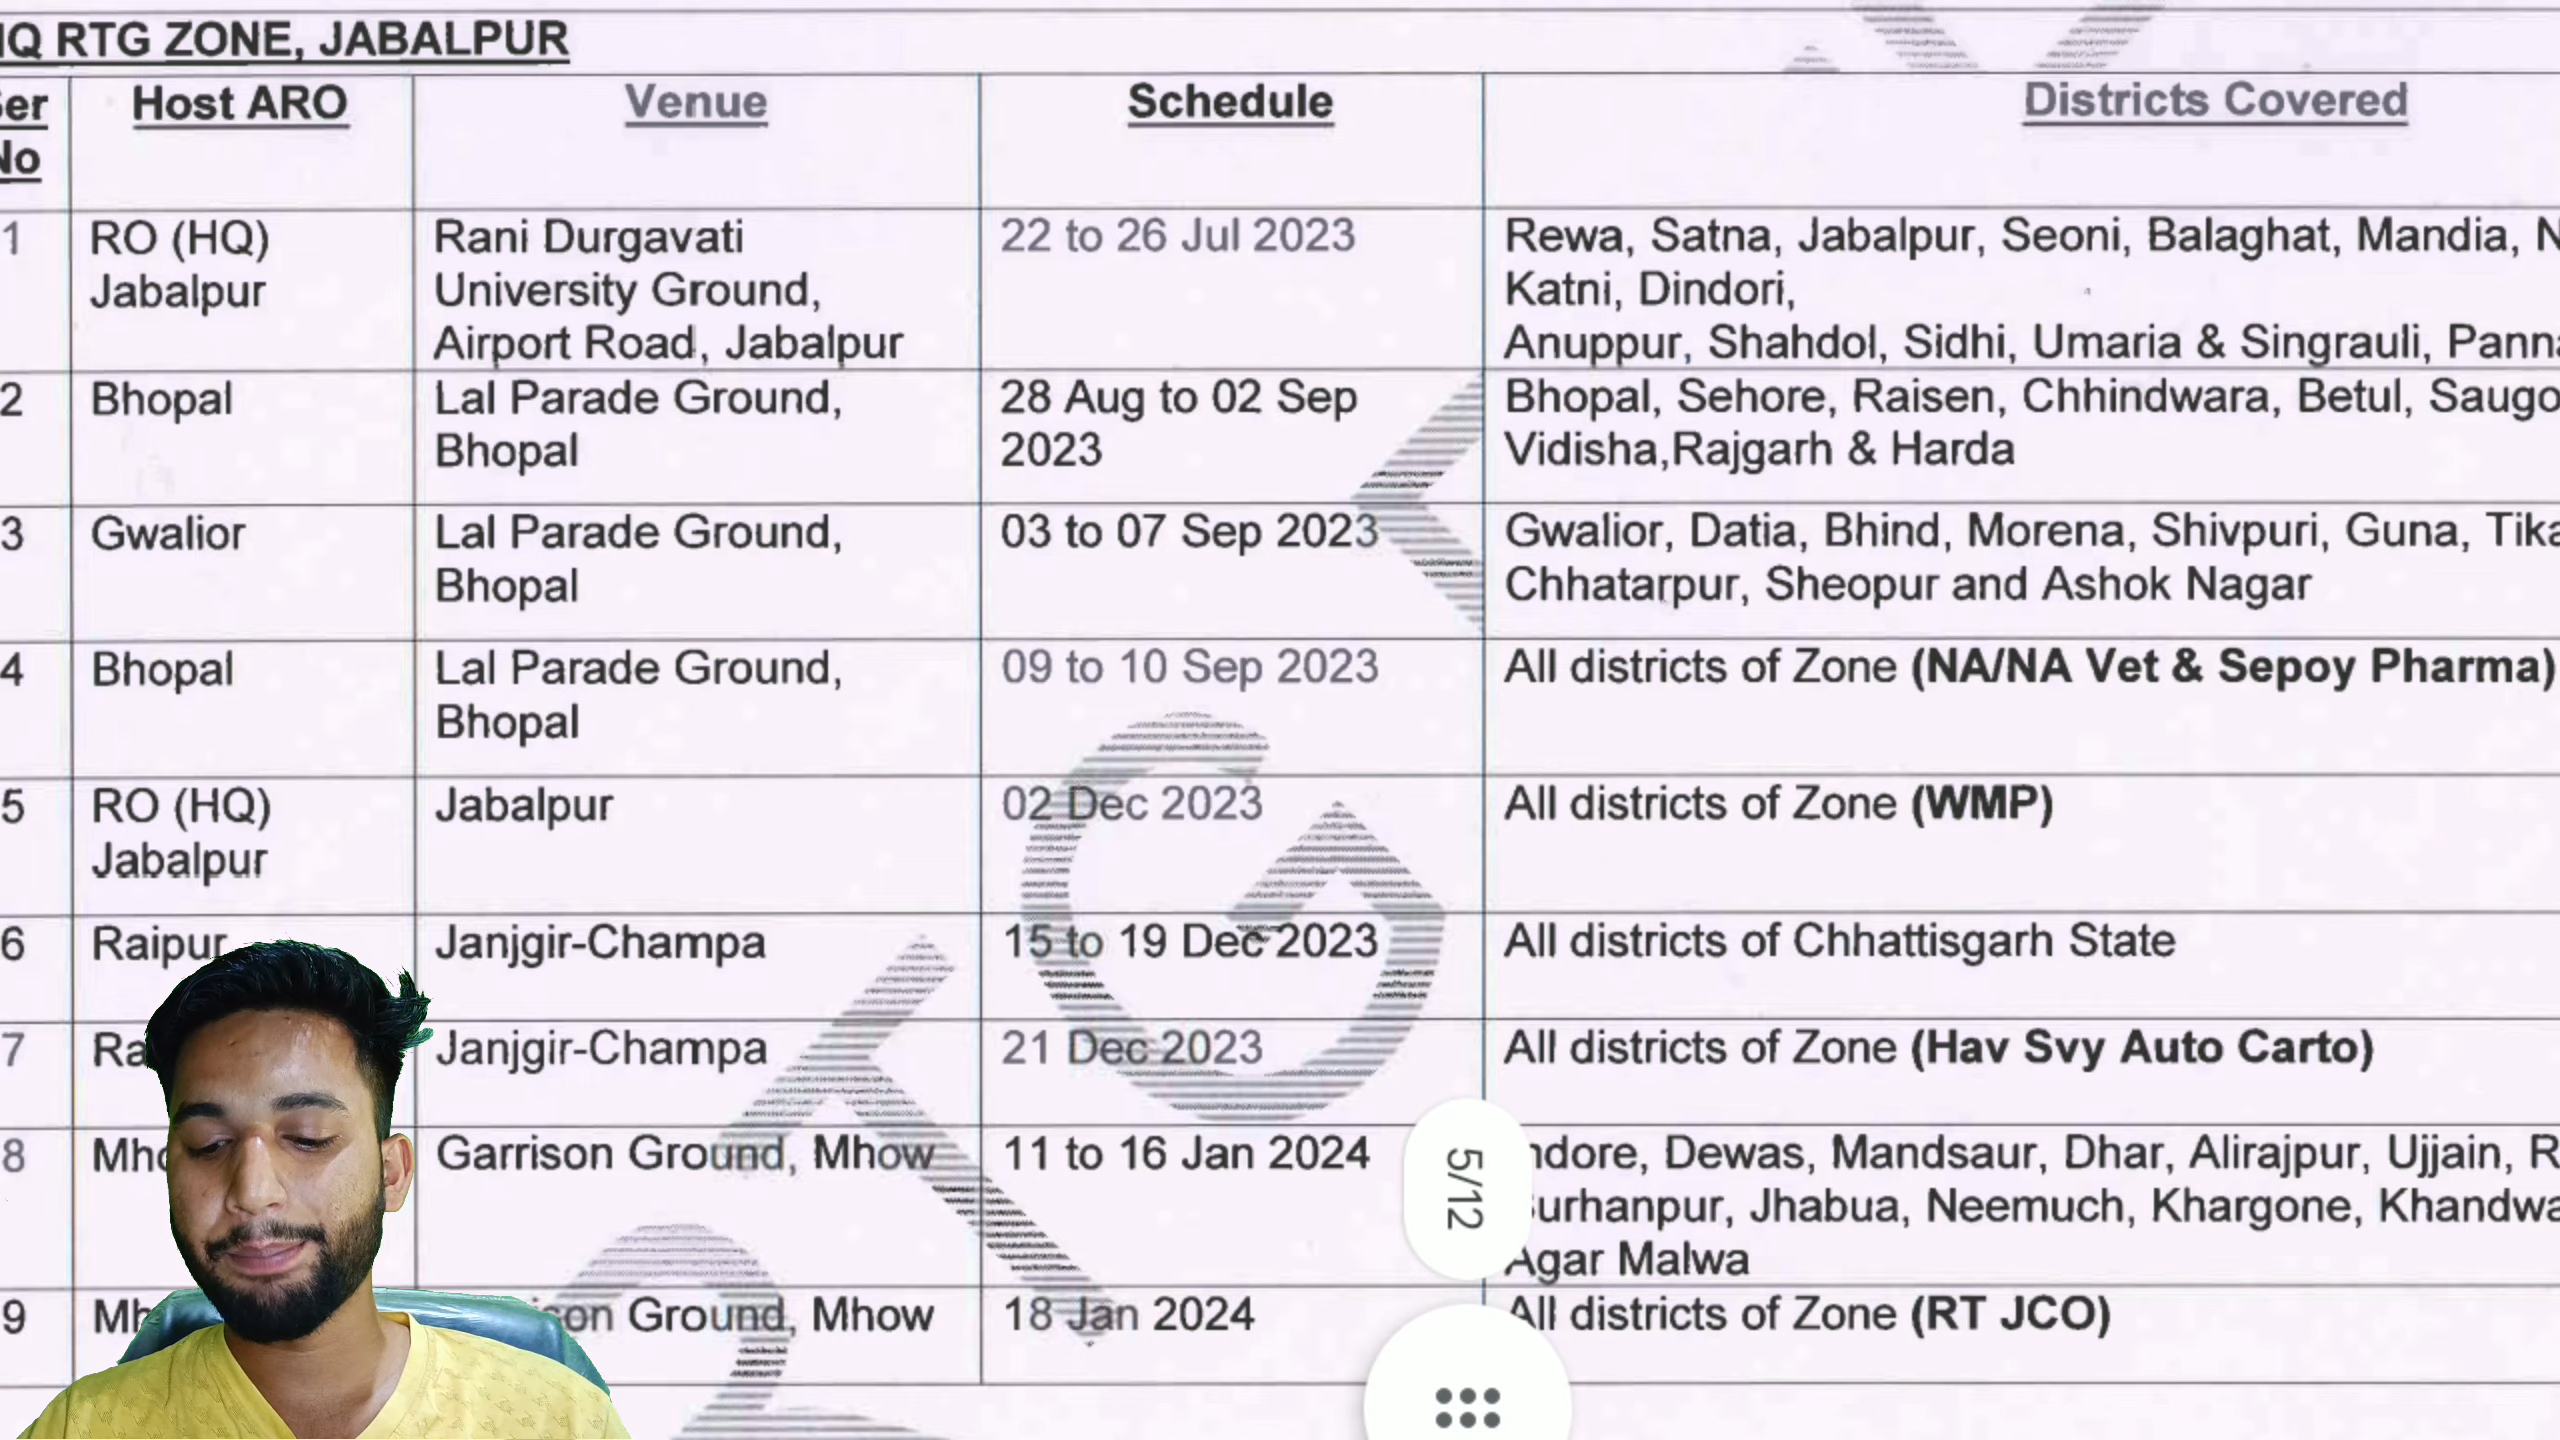 RTG ZONE, JABALPUR
Host ARO
Venue
Schedule
Districts Covered
1
RO (HQ)
Jabalpur
Rani Durgavati
University Ground,
Airport Road, Jabalpur
22 to 26 Jul 2023
Rewa, Satna, Jabalpur, Seoni, Balaghat, Mandia,
Katni, Dindori,
Anuppur, Shahdol, Sidhi, Umaria & Singrauli,
2
Bhopal
Lal Parade Ground,
Bhopal
28 Aug to 02 Sep
2023
Bhopal, Sehore, Raisen, Chhindwara, Betul,
Vidisha,Rajgarh & Harda
3
Gwalior
Lal Parade Ground,
Bhopal
03 to 07 Sep 2023
Gwalior, Datia, Bhind, Morena, Shivpuri, Guna,
Chhatarpur, Sheopur and Ashok Nagar
4
Bhopal
Lal Parade Ground,
Bhopal
09 to 10 Sep 2023
All districts of Zone (NA/NA Vet & Sepoy Pharma)
5
RO (HQ)
Jabalpur
Jabalpur
02 Dec 2023
All districts of Zone (WMP)
6
Raipur
Janjgir-Champa
15 to 19 Dec 2023
All districts of Chhattisgarh State
7
Janjgir-Champa
21 Dec 2023
All districts of Zone (Hav Svy Auto Carto)
8
Garrison Ground, Mhow
11 to 16 Jan 2024
Dewas, Mandsaur, Dhar, Alirajpur, Ujjain,
Jhabua, Neemuch, Khargone,
Agar Malwa
9
Ground, Mhow
18 Jan 2024
All districts of Zone (RT JCO)
5/12